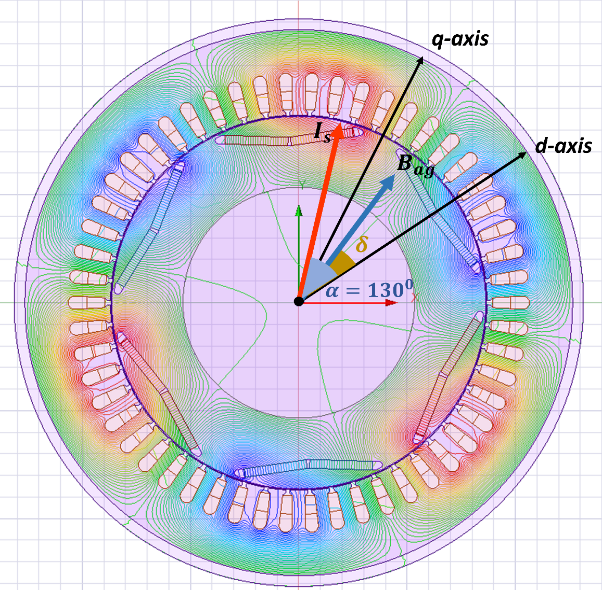 q-axis
d-axis
Iₛ
Bₐg
δ
α = 130⁰
Y
X